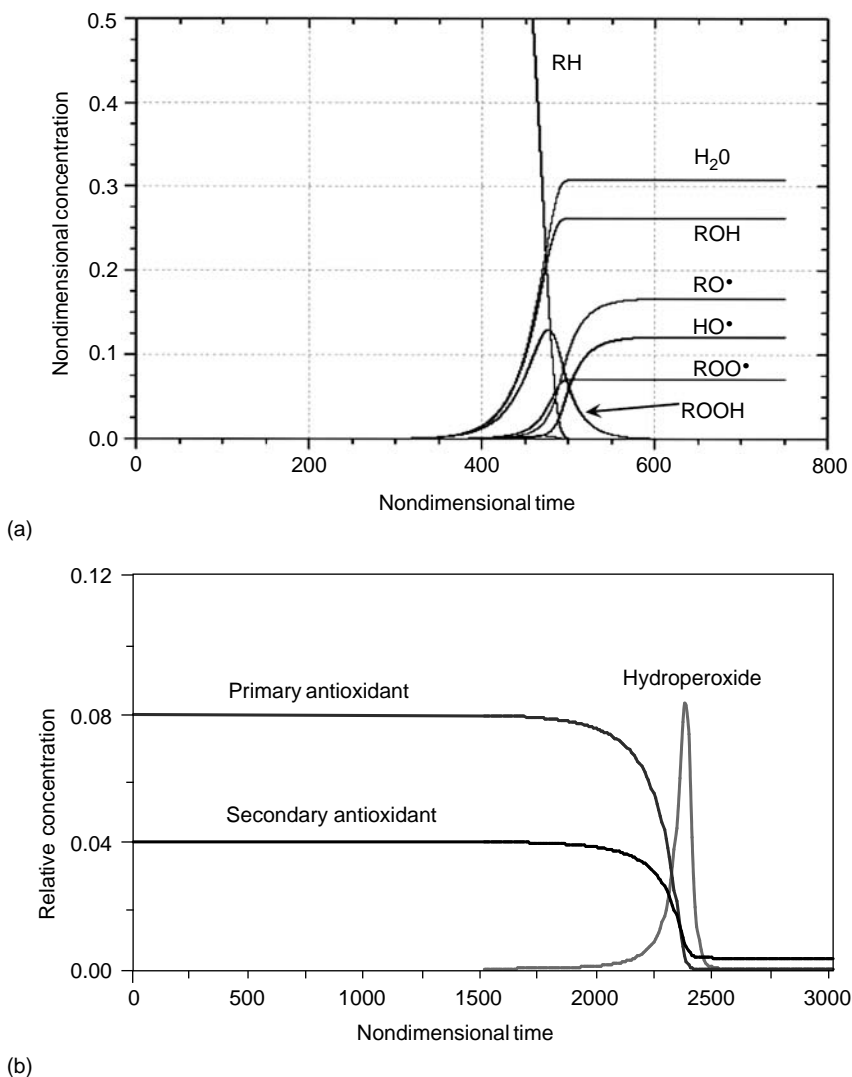 0.5
RH
0.4
Nondimensional concentration
0.3
H₂0
0.2
ROH
RO•
HO•
0.1
ROO•
ROOH
0.0
0 200 400 600 800
Nondimensional time
(a)
0.12
Hydroperoxide
Primary antioxidant
0.08
Relative concentration
Secondary antioxidant
0.04
0.00
0 500 1000 1500 2000 2500 3000
Nondimensional time
(b)